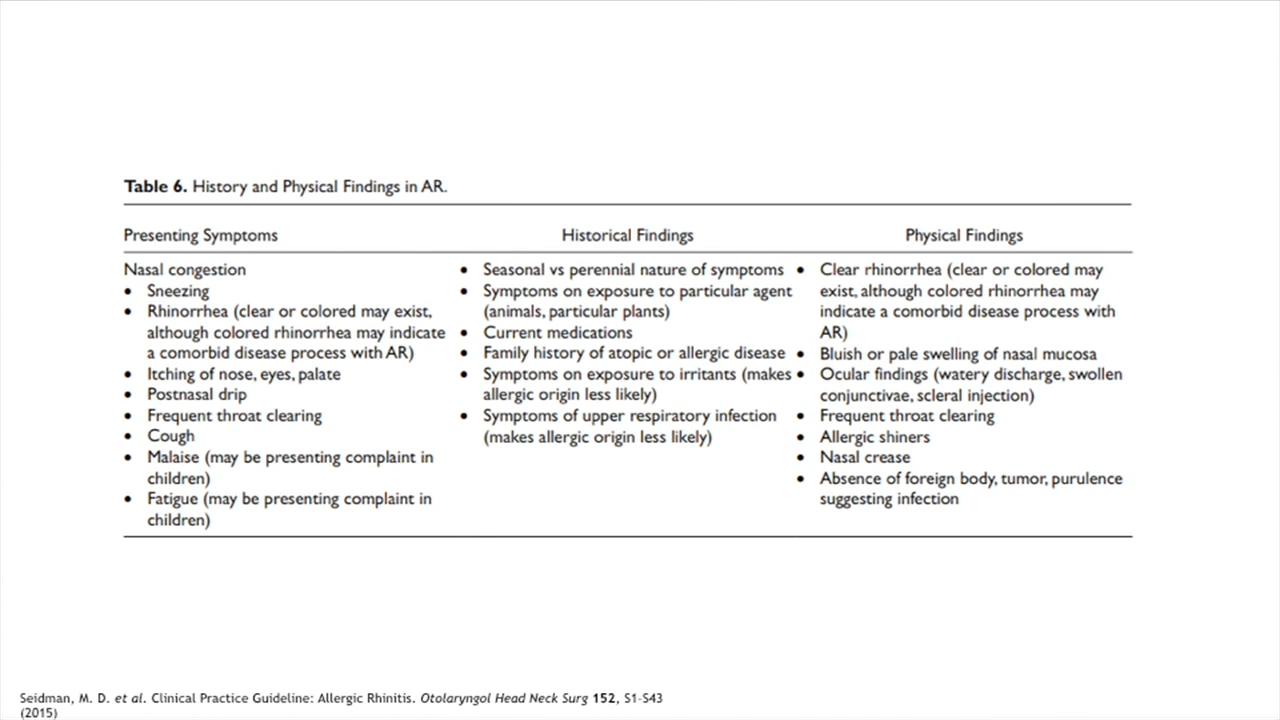 Table 6. History and Physical Findings in AR.
Presenting Symptoms
Nasal congestion
• Sneezing
• Rhinorrhea (clear or colored may exist,
although colored rhinorrhea may indicate
a comorbid disease process with AR)
• Itching of nose, eyes, palate
• Postnasal drip
• Frequent throat clearing
• Cough
• Malaise (may be presenting complaint in
children)
• Fatigue (may be presenting complaint in
children)
Historical Findings
• Seasonal vs perennial nature of symptoms
• Symptoms on exposure to particular agent
(animals, particular plants)
• Current medications
• Family history of atopic or allergic disease
• Symptoms on exposure to irritants (makes
allergic origin less likely)
• Symptoms of upper respiratory infection
(makes allergic origin less likely)
Physical Findings
• Clear rhinorrhea (clear or colored may
exist, although colored rhinorrhea may
indicate a comorbid disease process with
AR)
• Bluish or pale swelling of nasal mucosa
• Ocular findings (watery discharge, swollen
conjunctivae, scleral injection)
• Frequent throat clearing
• Allergic shiners
• Nasal crease
• Absence of foreign body, tumor, purulence
suggesting infection
Seidman, M. D. et al. Clinical Practice Guideline: Allergic Rhinitis. Otolaryngol Head Neck Surg 152, S1-S43
(2015)